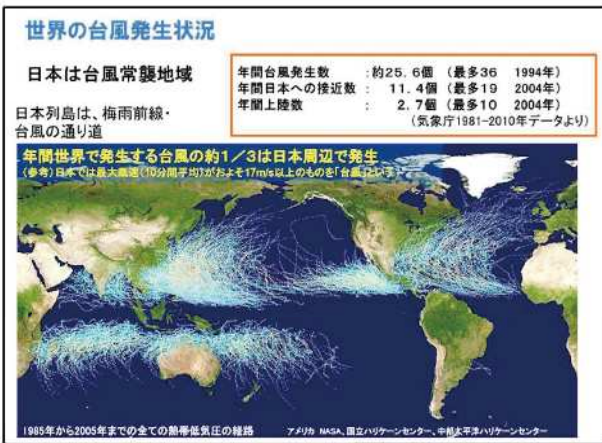 世界の台風発生状況
日本は台風常襲地域
日本列島は、梅雨前線・
台風の通り道
年間台風発生数 :約25.6個 (最多36 1994年)
年間日本への接近数 : 11.4個 (最多19 2004年)
年間上陸数 : 2.7個 (最多10 2004年)
(気象庁1981-2010年データより)
年間世界で発生する台風の約1/3は日本周辺で発生
(参考)日本では最大風速(10分間平均)がおよそ17m/s以上のものを「台風」という
1985年から2005年までの全ての熱帯低気圧の経路
アメリカ NASA、国立ハリケーンセンター、中部太平洋ハリケーンセンター